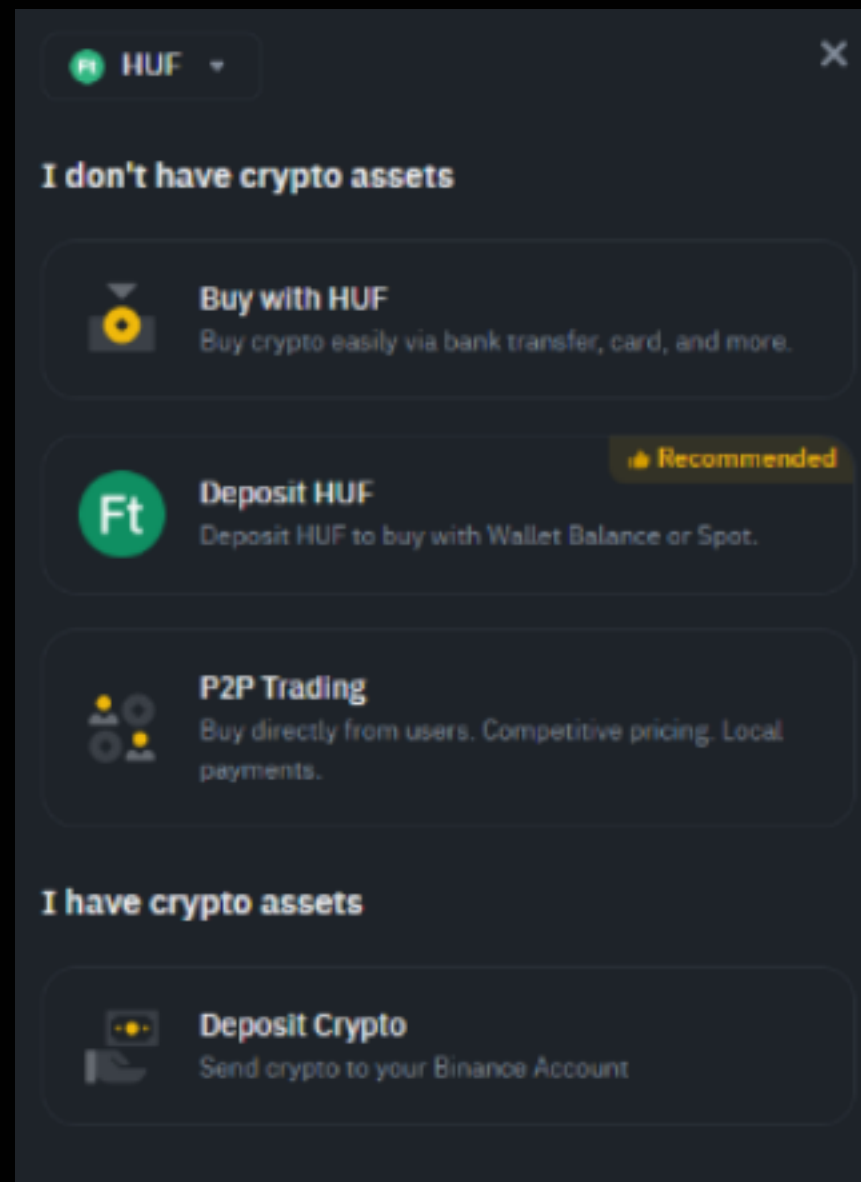 Ft HUF
I don't have crypto assets
Buy with HUF
Buy crypto easily via bank transfer, card, and more.
Recommended
Ft Deposit HUF
Deposit HUF to buy with Wallet Balance or Spot.
P2P Trading
Buy directly from users. Competitive pricing. Local
payments.
I have crypto assets
Deposit Crypto
Send crypto to your Binance Account